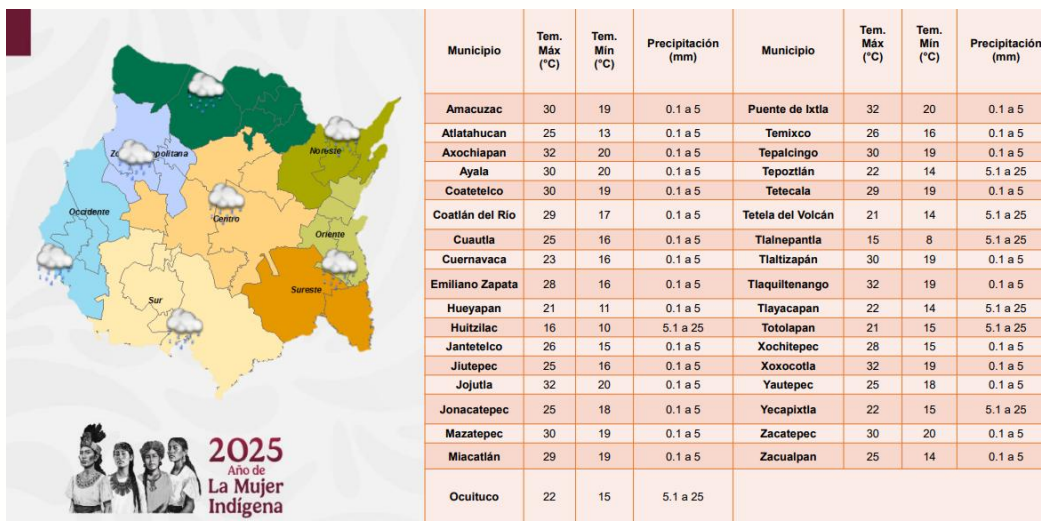 Zona Metropolitana
Noreste
Occidente
Centro
Oriente
Sureste
Sur
2025
Año de
La Mujer
Indígena
Municipio Tem. Máx (°C) Tem. Mín (°C) Precipitación (mm) Municipio Tem. Máx (°C) Tem. Mín (°C) Precipitación (mm)
Amacuzac 30 19 0.1 a 5 Puente de Ixtla 32 20 0.1 a 5
Atlatahucan 25 13 0.1 a 5 Temixco 26 16 0.1 a 5
Axochiapan 32 20 0.1 a 5 Tepalcingo 30 19 0.1 a 5
Ayala 30 20 0.1 a 5 Tepoztlán 22 14 5.1 a 25
Coatetelco 30 19 0.1 a 5 Tetecala 29 19 0.1 a 5
Coatlán del Río 29 17 0.1 a 5 Tetela del Volcán 21 14 5.1 a 25
Cuautla 25 16 0.1 a 5 Tlalnepantla 15 8 5.1 a 25
Cuernavaca 23 16 0.1 a 5 Tlaltizapán 30 19 0.1 a 5
Emiliano Zapata 28 16 0.1 a 5 Tlaquiltenango 32 19 0.1 a 5
Hueyapan 21 11 0.1 a 5 Tlayacapan 22 14 5.1 a 25
Huitzilac 16 10 5.1 a 25 Totolapan 21 15 5.1 a 25
Jantetelco 26 15 0.1 a 5 Xochitepec 28 15 0.1 a 5
Jiutepec 25 16 0.1 a 5 Xoxocotla 32 19 0.1 a 5
Jojutla 32 20 0.1 a 5 Yautepec 25 18 0.1 a 5
Jonacatepec 25 18 0.1 a 5 Yecapixtla 22 15 5.1 a 25
Mazatepec 30 19 0.1 a 5 Zacatepec 30 20 0.1 a 5
Miacatlán 29 19 0.1 a 5 Zacualpan 25 14 0.1 a 5
Ocuituco 22 15 5.1 a 25